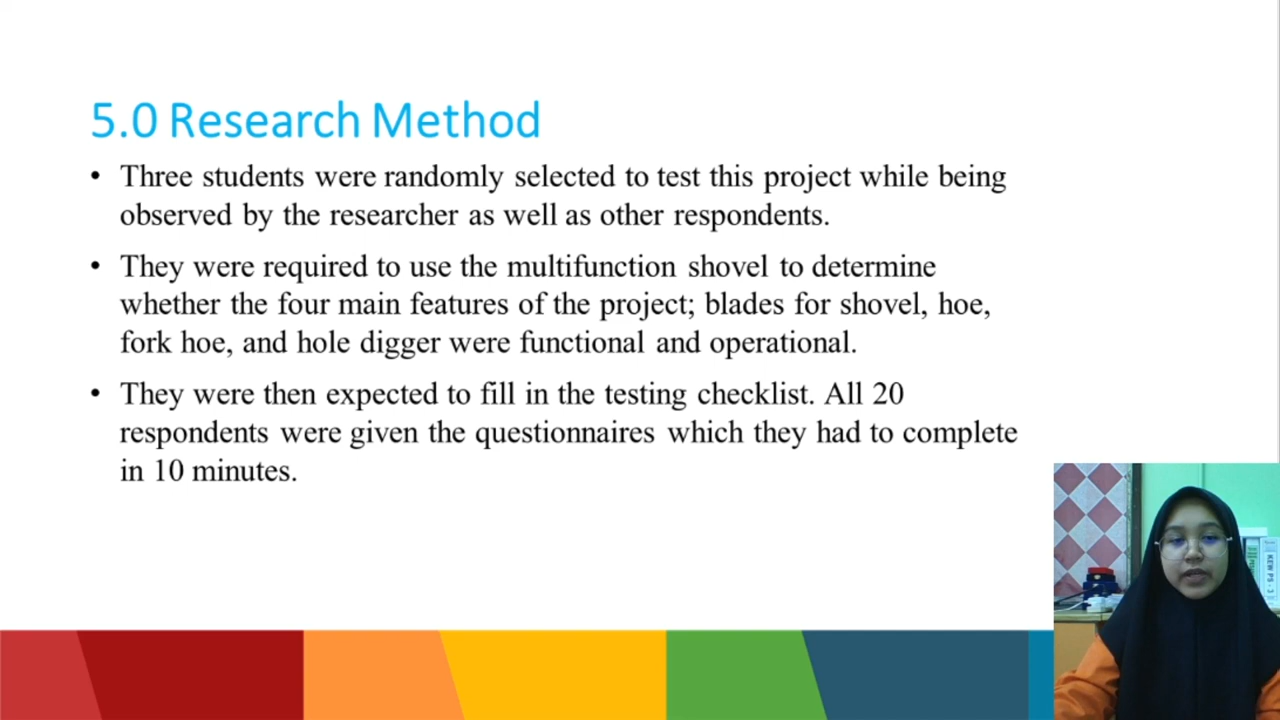 5.0 Research Method
• Three students were randomly selected to test this project while being
observed by the researcher as well as other respondents.
• They were required to use the multifunction shovel to determine
whether the four main features of the project; blades for shovel, hoe,
fork hoe, and hole digger were functional and operational.
• They were then expected to fill in the testing checklist. All 20
respondents were given the questionnaires which they had to complete
in 10 minutes.
KEW PS - 3